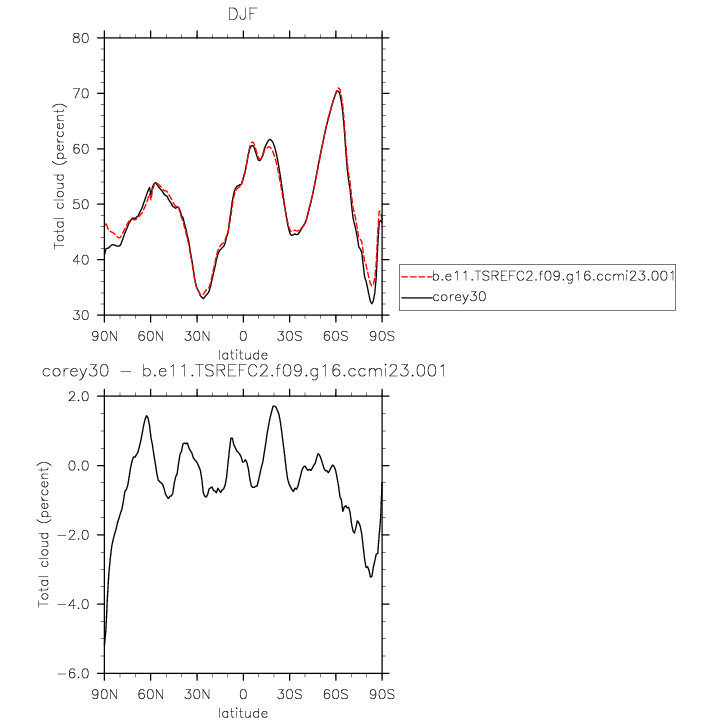 DJF
80
70
60
50
40
30
Total cloud (percent)
90N 60N 30N 0 30S 60S 90S
latitude
b.e11.TSREFC2.f09.g16.ccmi23.001
corey30
corey30 − b.e11.TSREFC2.f09.g16.ccmi23.001
2.0
0.0
−2.0
−4.0
−6.0
Total cloud (percent)
90N 60N 30N 0 30S 60S 90S
latitude